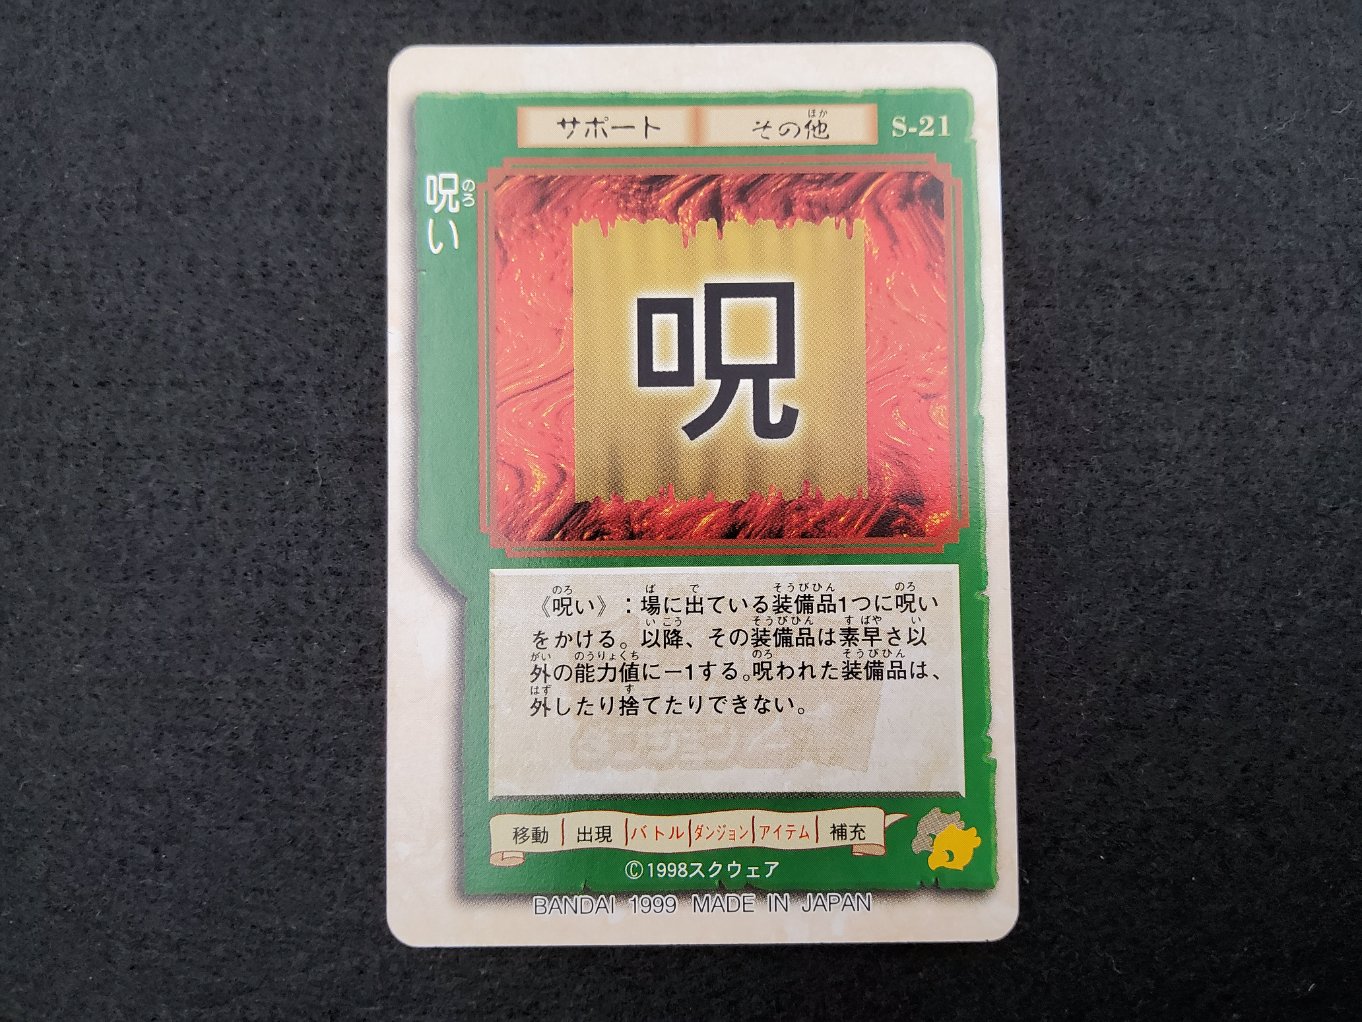 サポート その他 S-21
呪い
呪
《呪い》：場に出ている装備品1つに呪い
をかける。以降、その装備品は素早さ以
外の能力値に－1する。呪われた装備品は、
外したり捨てたりできない。
移動 出現 バトル ダンジョン アイテム 補充
©1998スクウェア
BANDAI 1999 MADE IN JAPAN